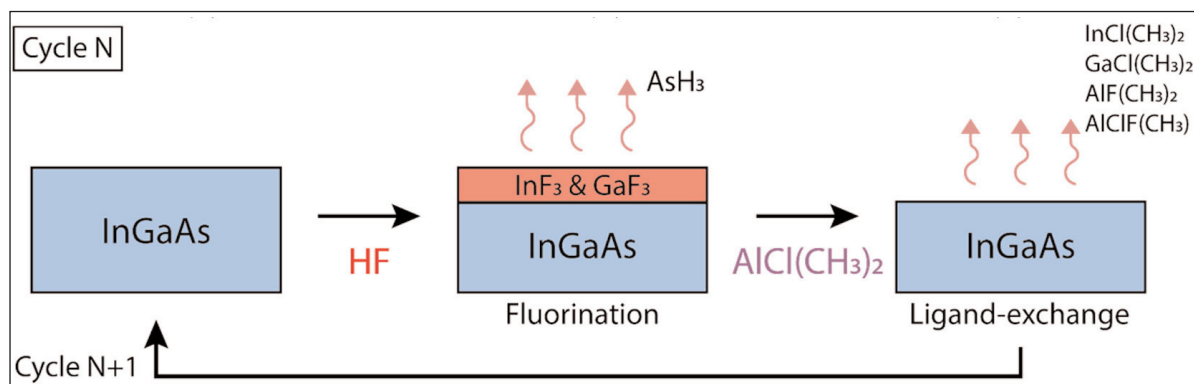 Cycle N
InCl(CH₃)₂
GaCl(CH₃)₂
AlF(CH₃)₂
AlClF(CH₃)
AsH₃
InGaAs
HF
InF₃ & GaF₃
InGaAs
Fluorination
AlCl(CH₃)₂
InGaAs
Ligand-exchange
Cycle N+1